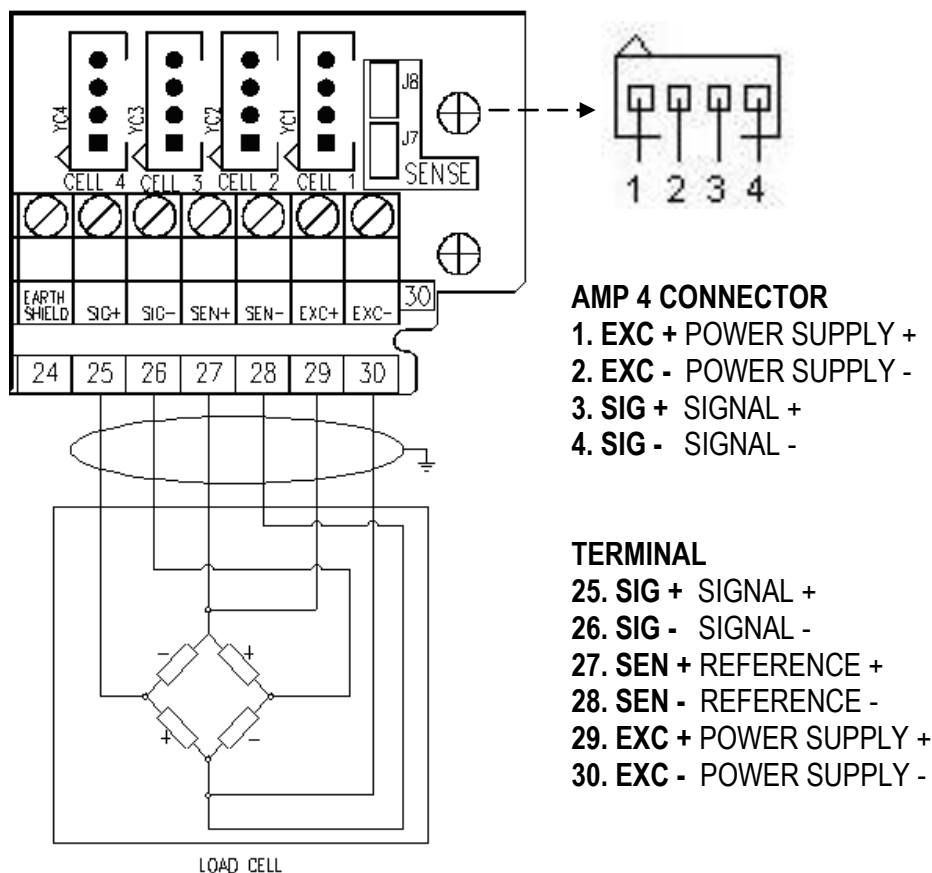 YC4 YC3 YC2 YC1 J8
J7
CELL 4 CELL 3 CELL 2 CELL 1 SENSE
EARTH SHIELD SIG+ SIG- SEN+ SEN- EXC+ EXC- 30
24 25 26 27 28 29 30
- +
+ -
LOAD CELL
1 2 3 4
AMP 4 CONNECTOR
1. EXC + POWER SUPPLY +
2. EXC - POWER SUPPLY -
3. SIG + SIGNAL +
4. SIG - SIGNAL -
TERMINAL
25. SIG + SIGNAL +
26. SIG - SIGNAL -
27. SEN + REFERENCE +
28. SEN - REFERENCE -
29. EXC + POWER SUPPLY +
30. EXC - POWER SUPPLY -